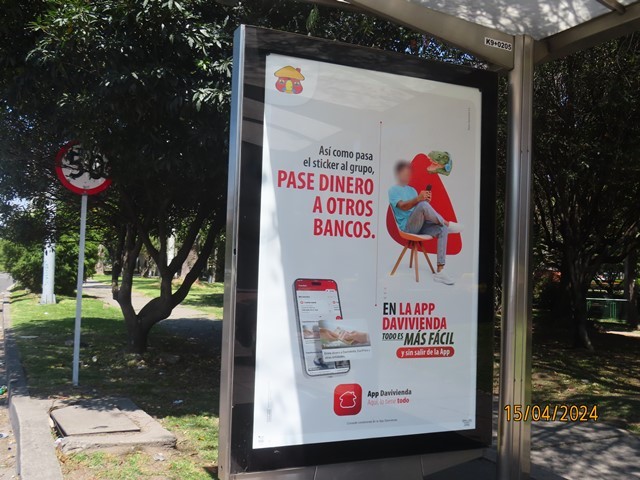 K9+0205
50
Así como pasa
el sticker al grupo,
PASE DINERO
A OTROS
BANCOS.
EN LA APP
DAVIVIENDA
TODO ES MÁS FÁCIL
y sin salir de la App
App Davivienda
Aquí, lo tiene todo
15/04/2024